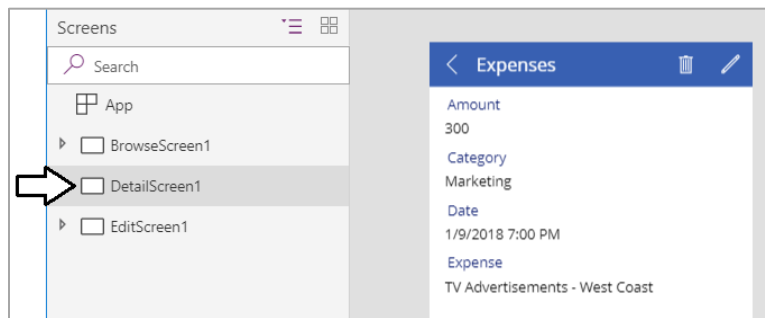 Screens
Search
App
BrowseScreen1
DetailScreen1
EditScreen1
Expenses
Amount
300
Category
Marketing
Date
1/9/2018 7:00 PM
Expense
TV Advertisements - West Coast